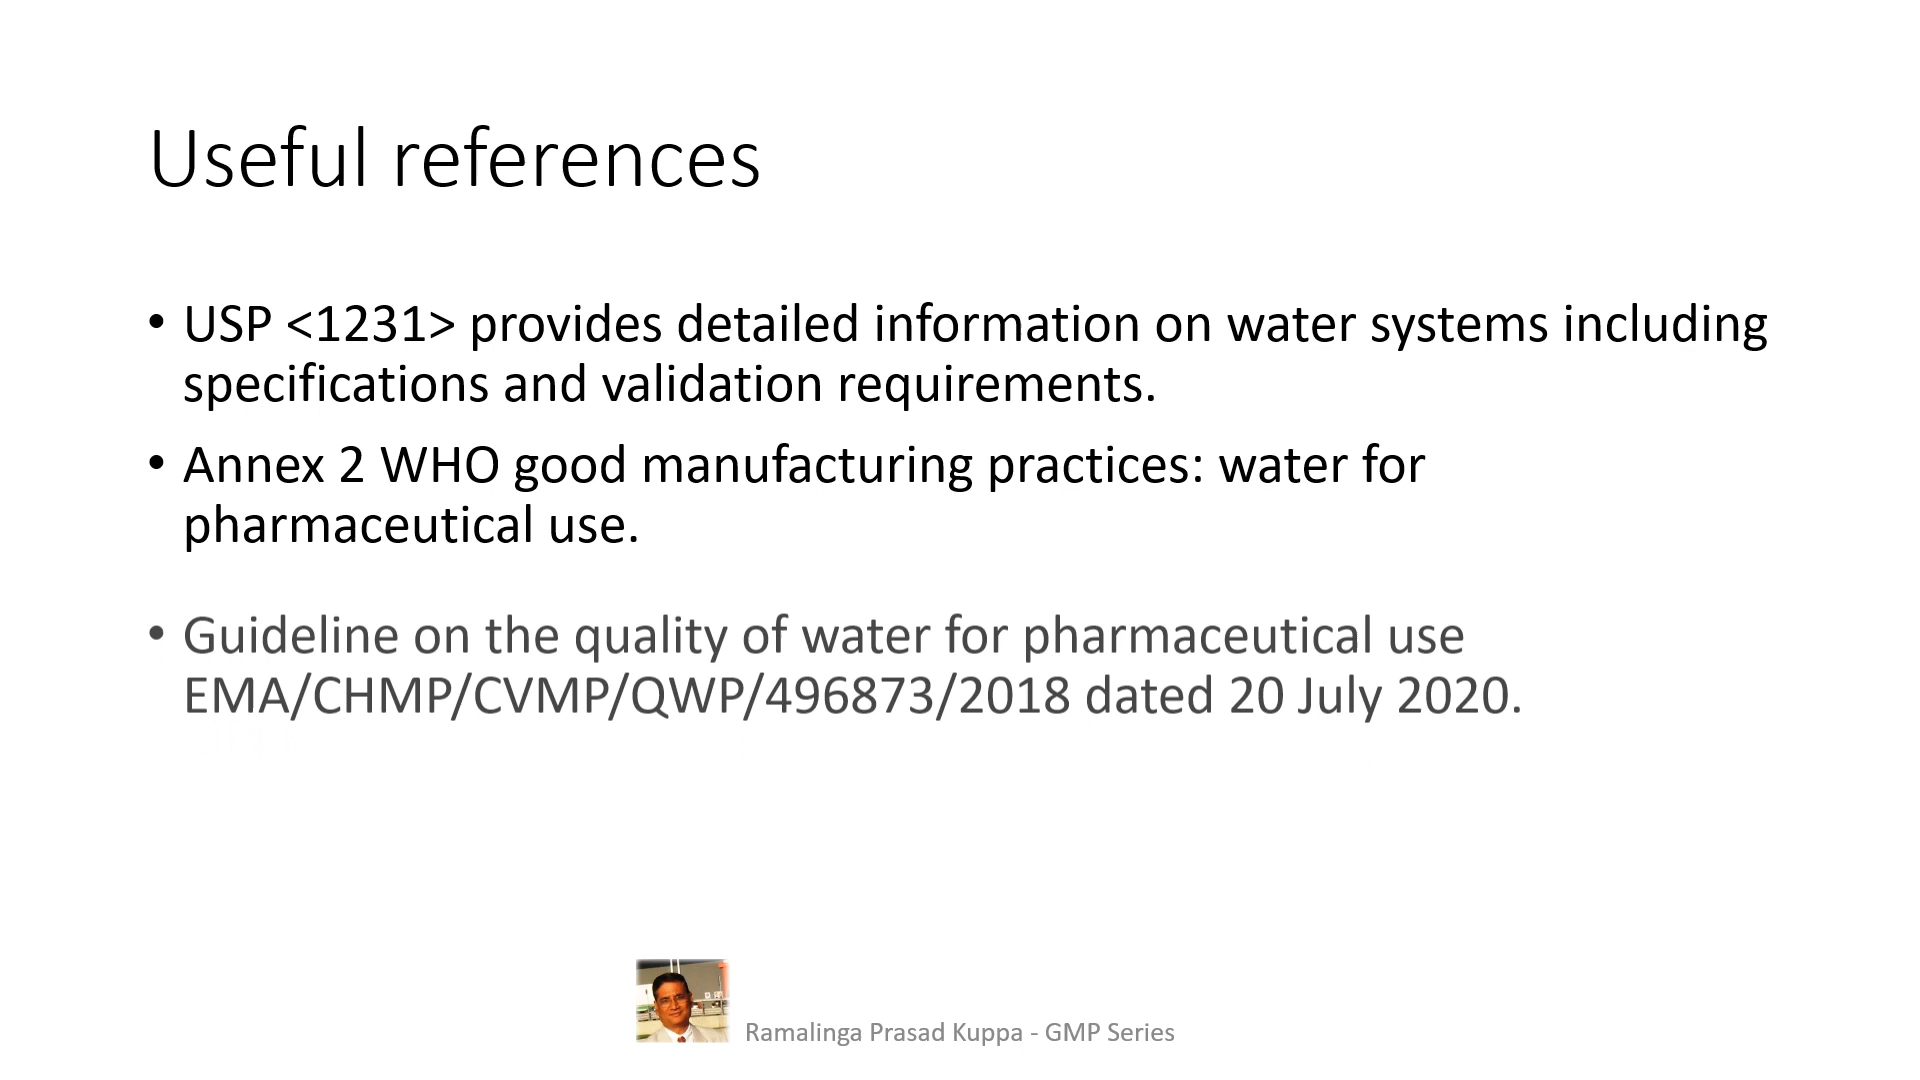 Useful references
• USP <1231> provides detailed information on water systems including
specifications and validation requirements.
• Annex 2 WHO good manufacturing practices: water for
pharmaceutical use.
• Guideline on the quality of water for pharmaceutical use
EMA/CHMP/CVMP/QWP/496873/2018 dated 20 July 2020.
Ramalinga Prasad Kuppa - GMP Series